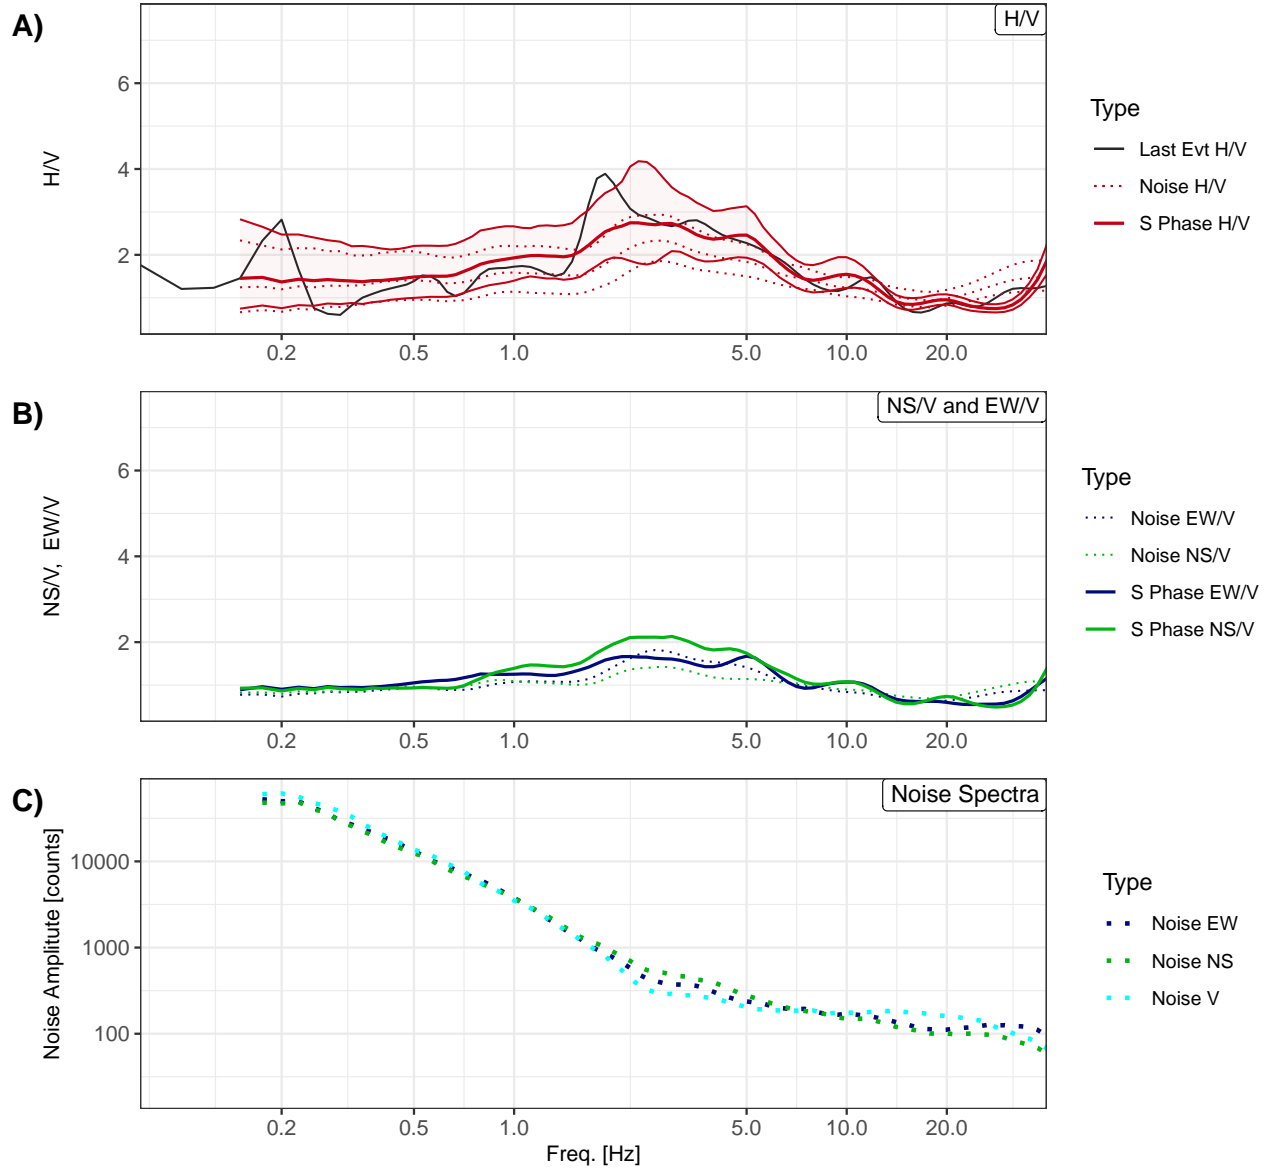 A)
H/V
6
4
2
H/V
0.2 0.5 1.0 5.0 10.0 20.0
Type
Last Evt H/V
Noise H/V
S Phase H/V
B)
NS/V and EW/V
6
4
2
NS/V, EW/V
0.2 0.5 1.0 5.0 10.0 20.0
Type
Noise EW/V
Noise NS/V
S Phase EW/V
S Phase NS/V
C)
Noise Spectra
10000
1000
100
Noise Amplitute [counts]
0.2 0.5 1.0 5.0 10.0 20.0
Freq. [Hz]
Type
Noise EW
Noise NS
Noise V